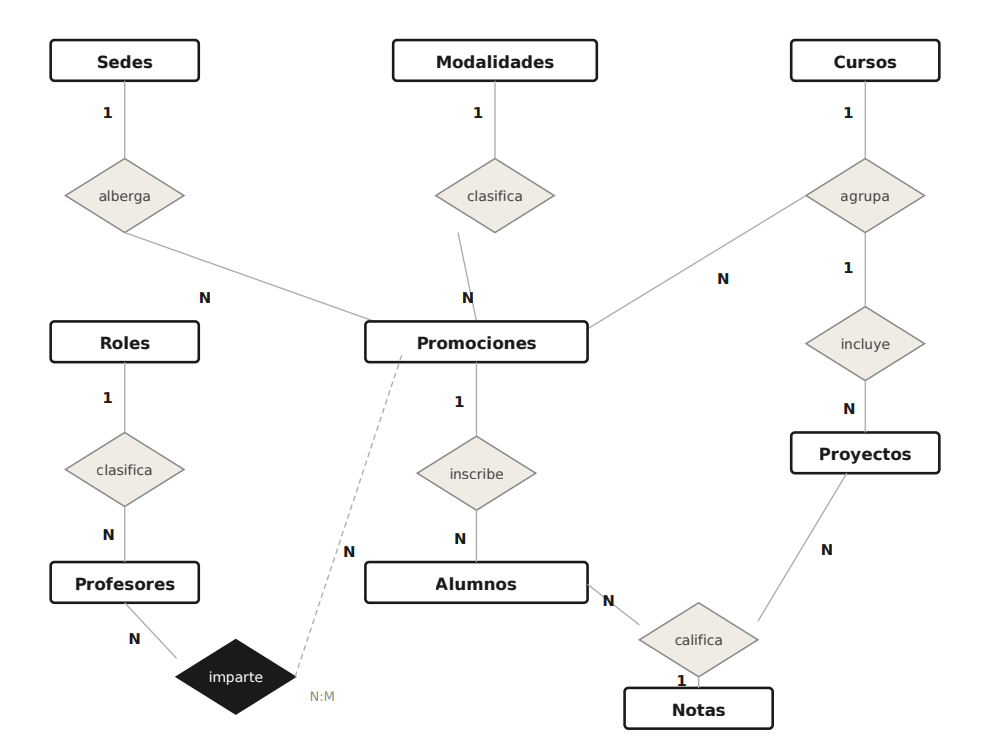 Sedes
Modalidades
Cursos
1
1
1
alberga
clasifica
agrupa
1
N
N
N
Roles
Promociones
incluye
1
1
N
Proyectos
clasifica
inscribe
N
N
N
N
Profesores
Alumnos
N
N
califica
imparte
1
N:M
Notas